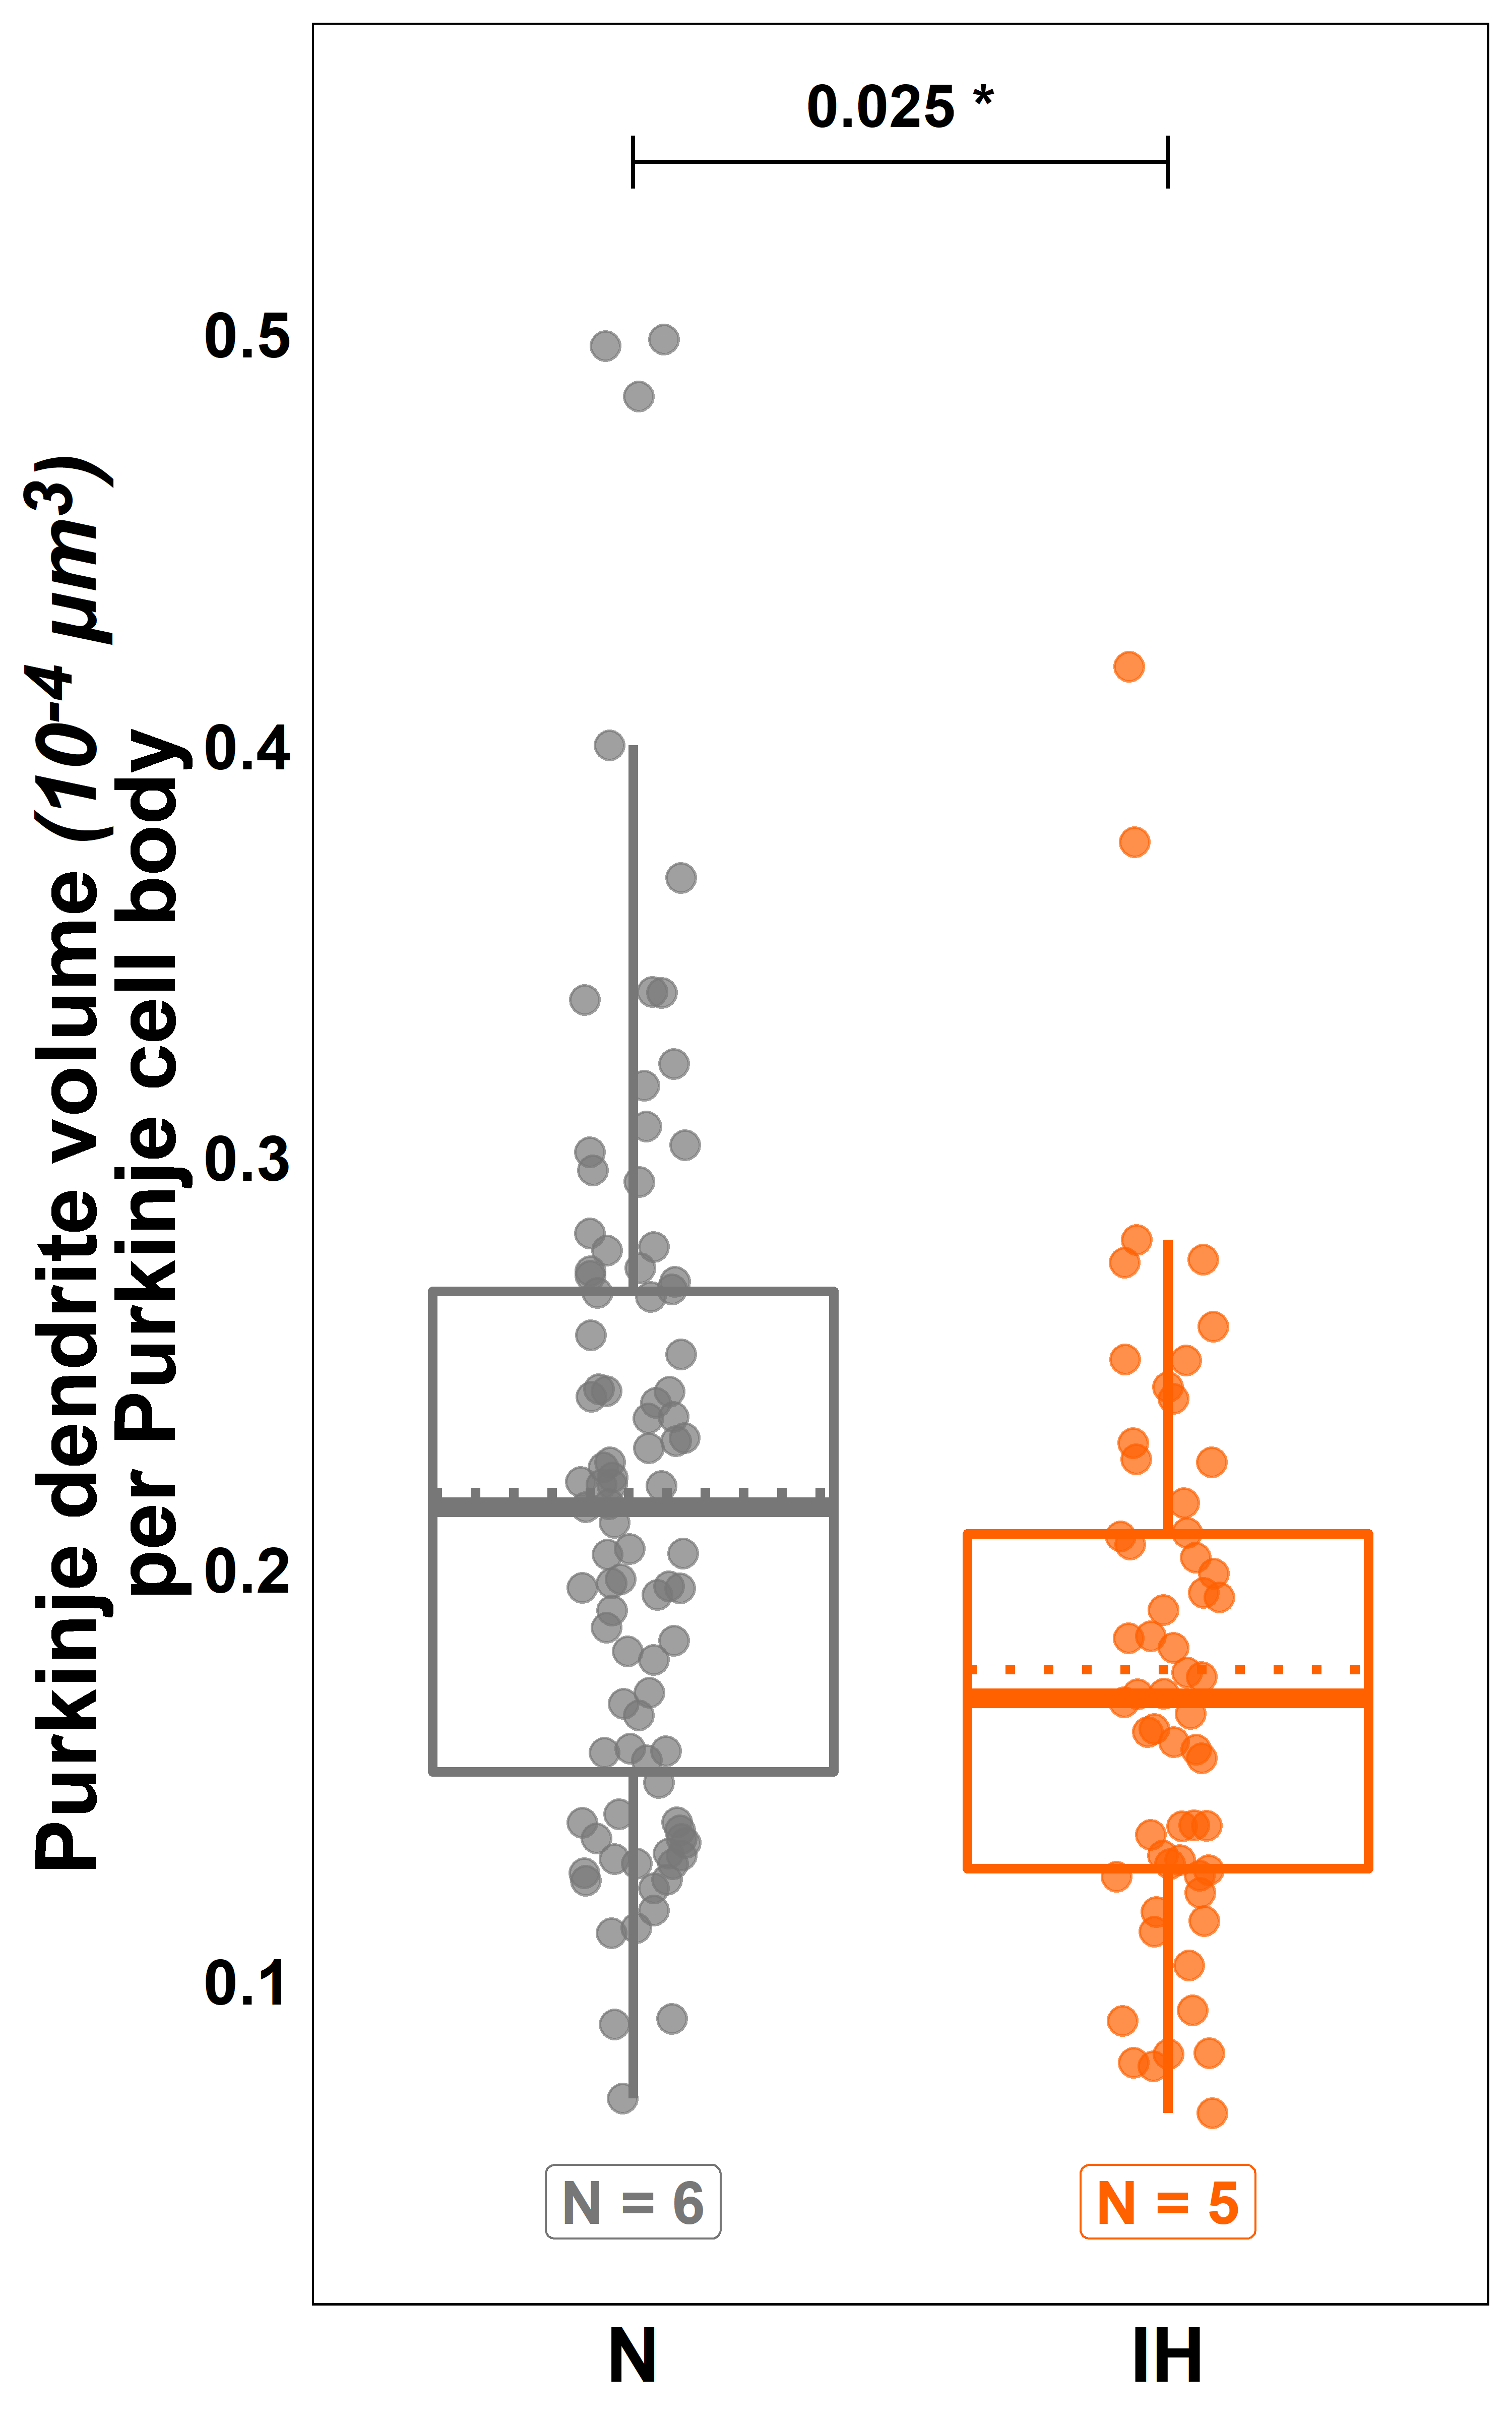 0.025 *
Purkinje dendrite volume (10⁻⁴ µm³)
per Purkinje cell body
0.5
0.4
0.3
0.2
0.1
N = 6
N = 5
N
IH